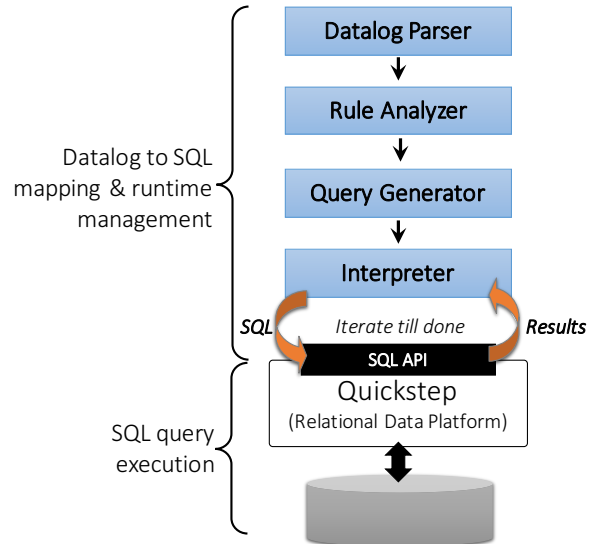 Datalog Parser
Rule Analyzer
Datalog to SQL
mapping & runtime
management
Query Generator
Interpreter
SQL
Iterate till done
Results
SQL API
Quickstep
(Relational Data Platform)
SQL query
execution